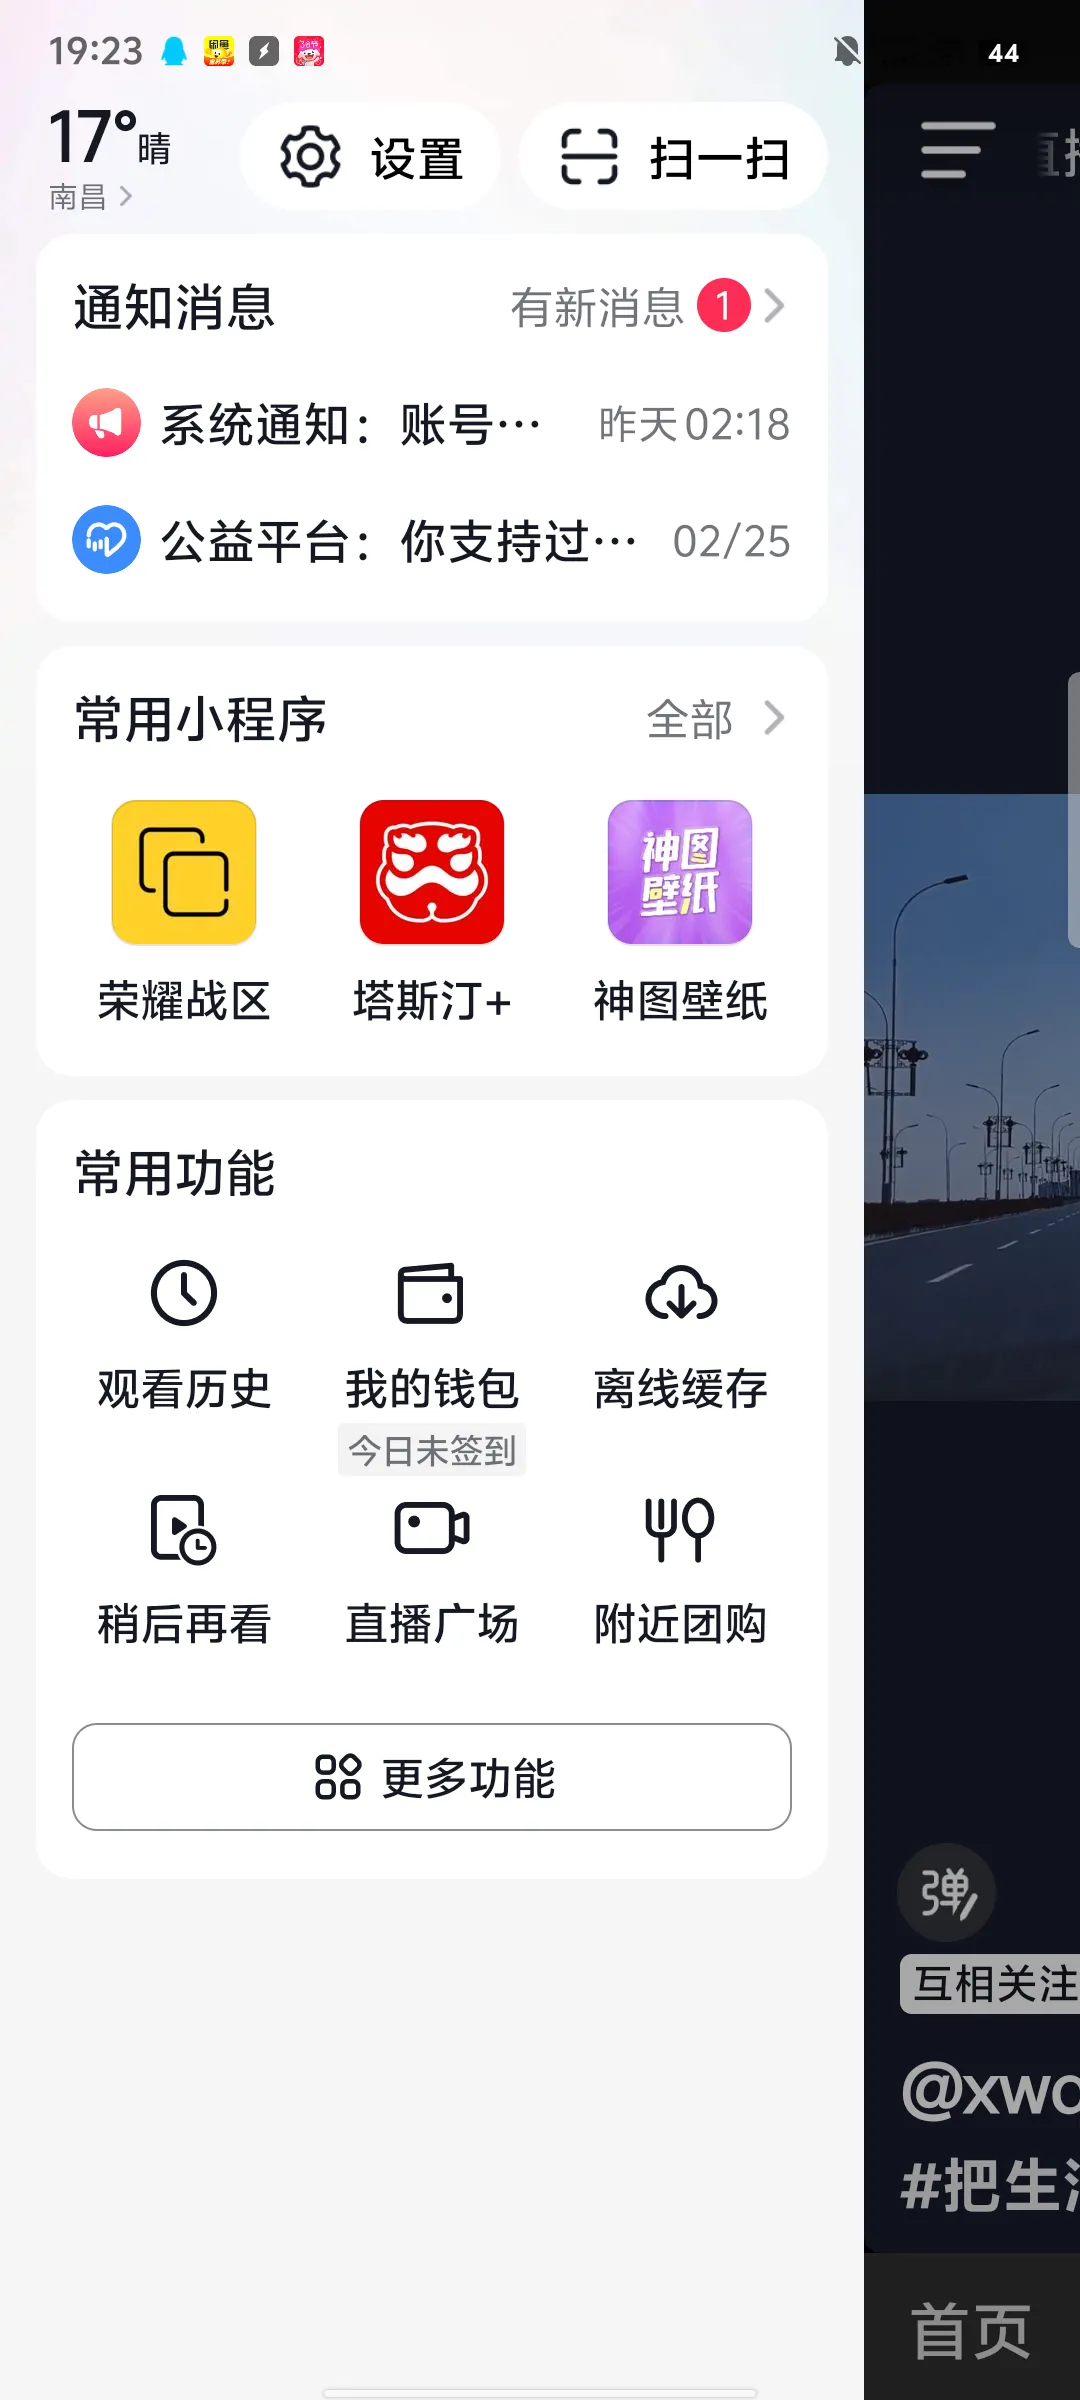 19:23
44
17°晴
南昌
设置
扫一扫
通知消息
有新消息 1
系统通知：账号…
昨天02:18
公益平台：你支持过…
02/25
常用小程序
全部
神图壁纸
荣耀战区
塔斯汀+
神图壁纸
常用功能
观看历史
我的钱包
离线缓存
今日未签到
稍后再看
直播广场
附近团购
更多功能
弹
互相关注
@xwo
#把生活
首页